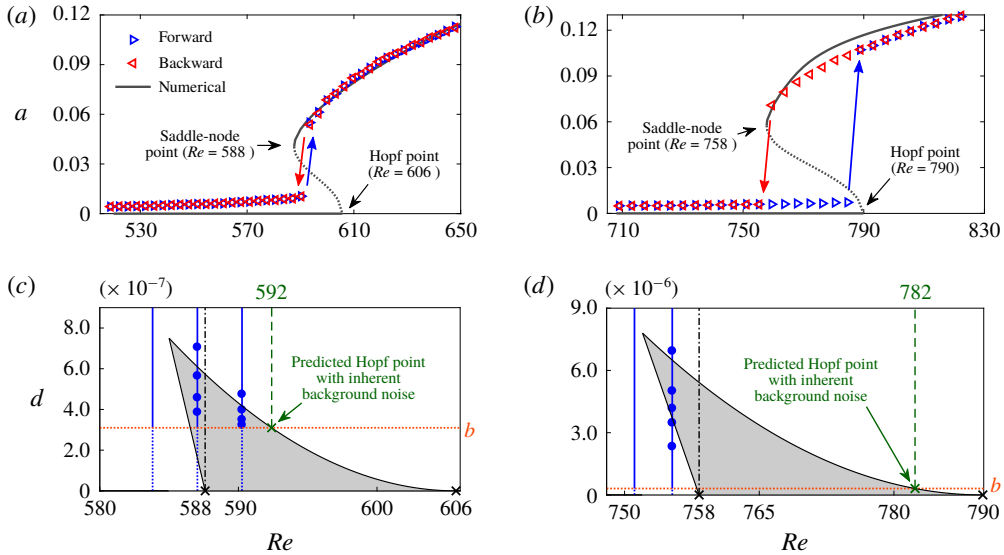 (a)
0.12
0.09
0.06
0.03
0
a
Forward
Backward
Numerical
Saddle-node
point (Re = 588 )
Hopf point
(Re = 606 )
530
570
610
650
(b)
0.12
0.09
0.06
0.03
0
Saddle-node
point (Re = 758 )
Hopf point
(Re = 790)
710
750
790
830
(c)
(× 10⁻⁷)
592
8.0
6.0
4.0
2.0
0
d
Predicted Hopf point
with inherent
background noise
b
580
588
590
600
606
Re
(d)
(× 10⁻⁶)
782
9.0
6.0
3.0
0
Predicted Hopf point
with inherent
background noise
b
750
758
765
780
790
Re